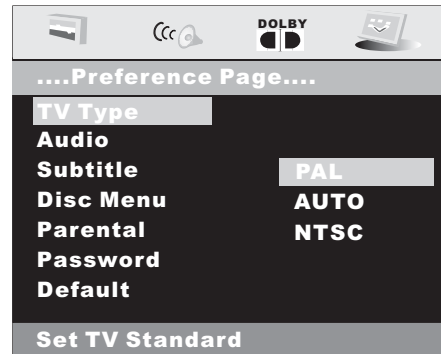 DOLBY
....Preference Page....
TV Type
Audio
Subtitle
PAL
Disc Menu
AUTO
Parental
NTSC
Password
Default
Set TV Standard